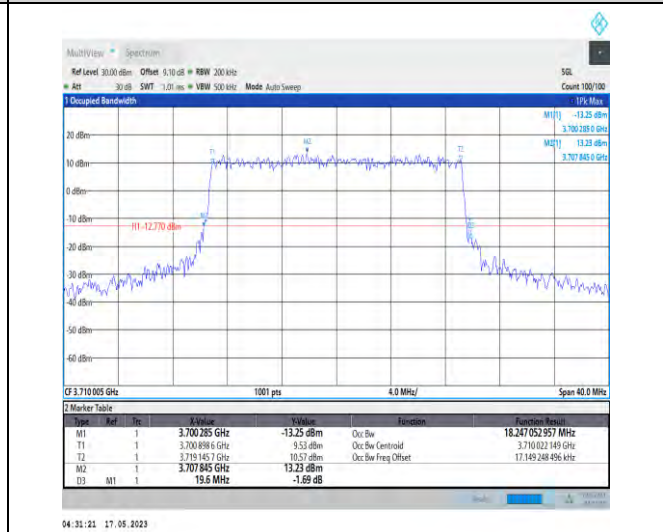 MultiView Spectrum
Ref Level 30.00 dBm Offset 9.10 dB RBW 200 kHz SGL
Att 30 dB SWT 1.01 ms VBW 500 kHz Mode Auto Sweep Count 100/100
1 Occupied Bandwidth 1Pk Max
M1[1] -13.25 dBm
3.700 285 0 GHz
20 dBm
M2[1] 13.23 dBm
3.707 845 0 GHz
M2
T1
T2
10 dBm
0 dBm
-10 dBm
H1 -12.770 dBm
-20 dBm
-30 dBm
-40 dBm
-50 dBm
-60 dBm
CF 3.710 005 GHz 1001 pts 4.0 MHz/ Span 40.0 MHz
2 Marker Table
Type Ref Trc X-Value Y-Value Function Function Result
M1 1 3.700 285 GHz -13.25 dBm Occ Bw 18.247 052 957 MHz
T1 1 3.700 898 6 GHz 9.53 dBm Occ Bw Centroid 3.710 022 149 GHz
T2 1 3.719 145 7 GHz 10.57 dBm Occ Bw Freq Offset 17.149 248 496 kHz
M2 1 3.707 845 GHz 13.23 dBm
D3 M1 1 19.6 MHz -1.69 dB
04:31:21 17.05.2023